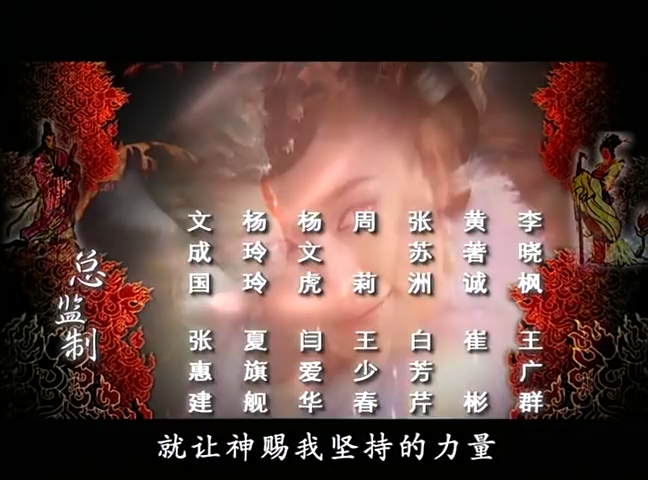 总监制
文成国
杨玲玲
杨文虎
周莉
张苏洲
黄著诚
李晓枫
张惠建
夏旗舰
闫爱华
王少春
白芳芹
崔彬
王广群
就让神赐我坚持的力量